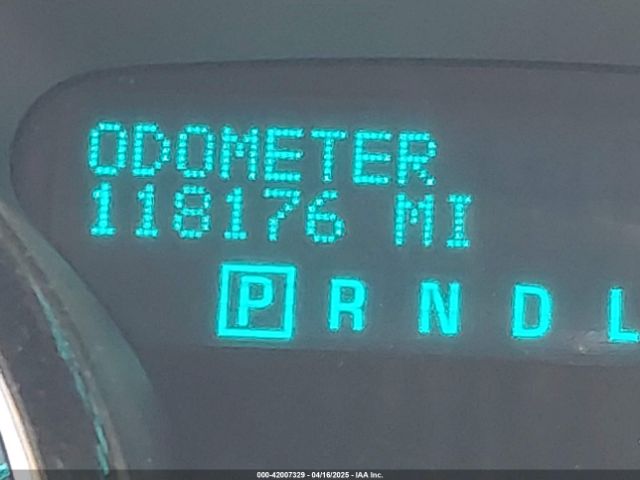 ODOMETER
118176 MI
P R N D L
000-42007329 - 04/16/2025 - IAA Inc.